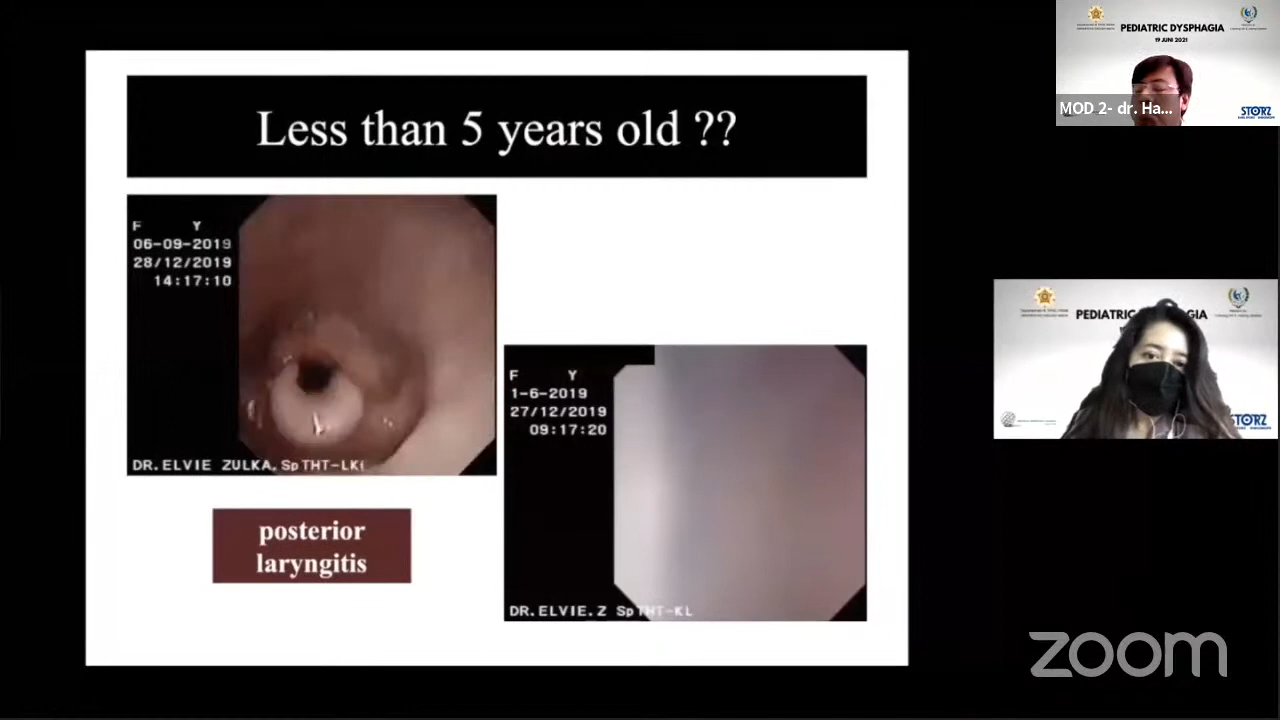 Less than 5 years old ??
F Y
06-09-2019
28/12/2019
14:17:10
DR.ELVIE ZULKA.SpTHT-LK(
posterior
laryngitis
F Y
1-6-2019
27/12/2019
09:17:20
DR.ELVIE.Z SpTHT-KL
PEDIATRIC DYSPHAGIA
19 JUNI 2021
MOD 2- dr. Ha...
STORZ
PEDIATRIC GIA
STORZ
zoom